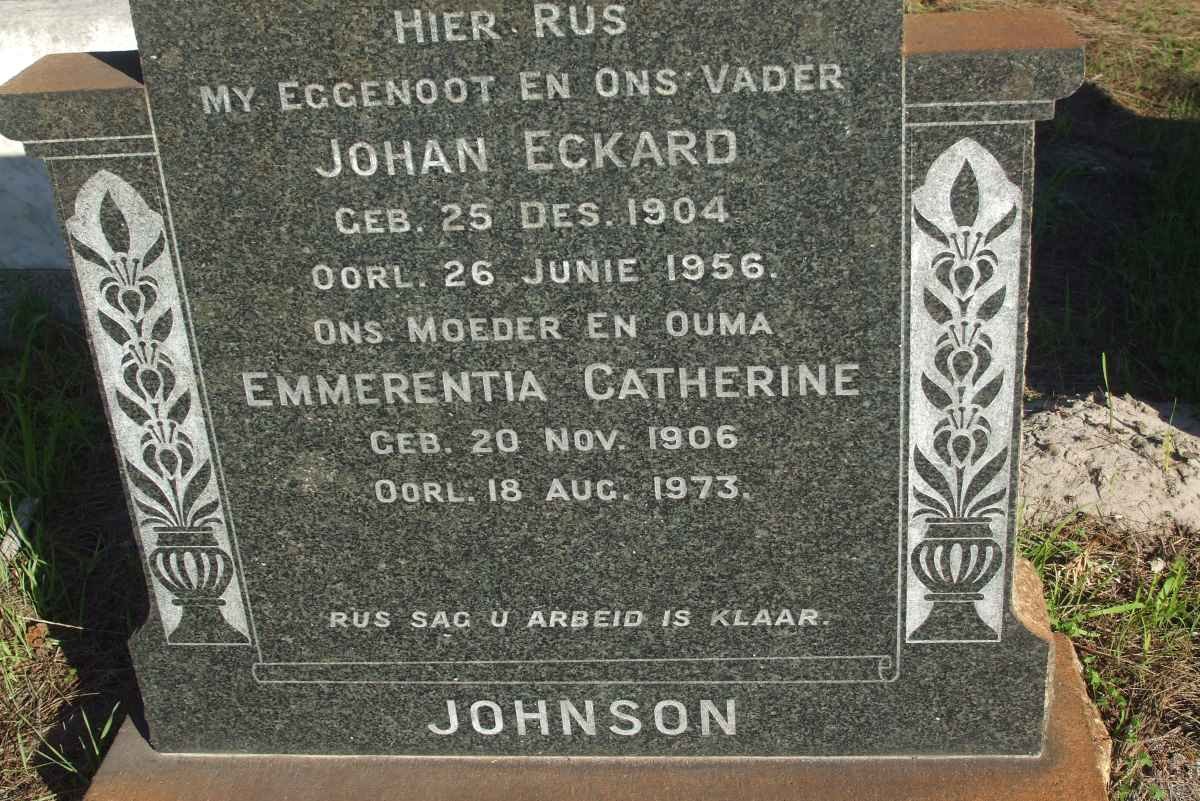 HIER RUS
MY EGGENOOT EN ONS VADER
JOHAN ECKARD
GEB. 25 DES. 1904
OORL. 26 JUNIE 1956.
ONS MOEDER EN OUMA
EMMERENTIA CATHERINE
GEB. 20 NOV. 1906
OORL. 18 AUG. 1973.
RUS SAG U ARBEID IS KLAAR.
JOHNSON